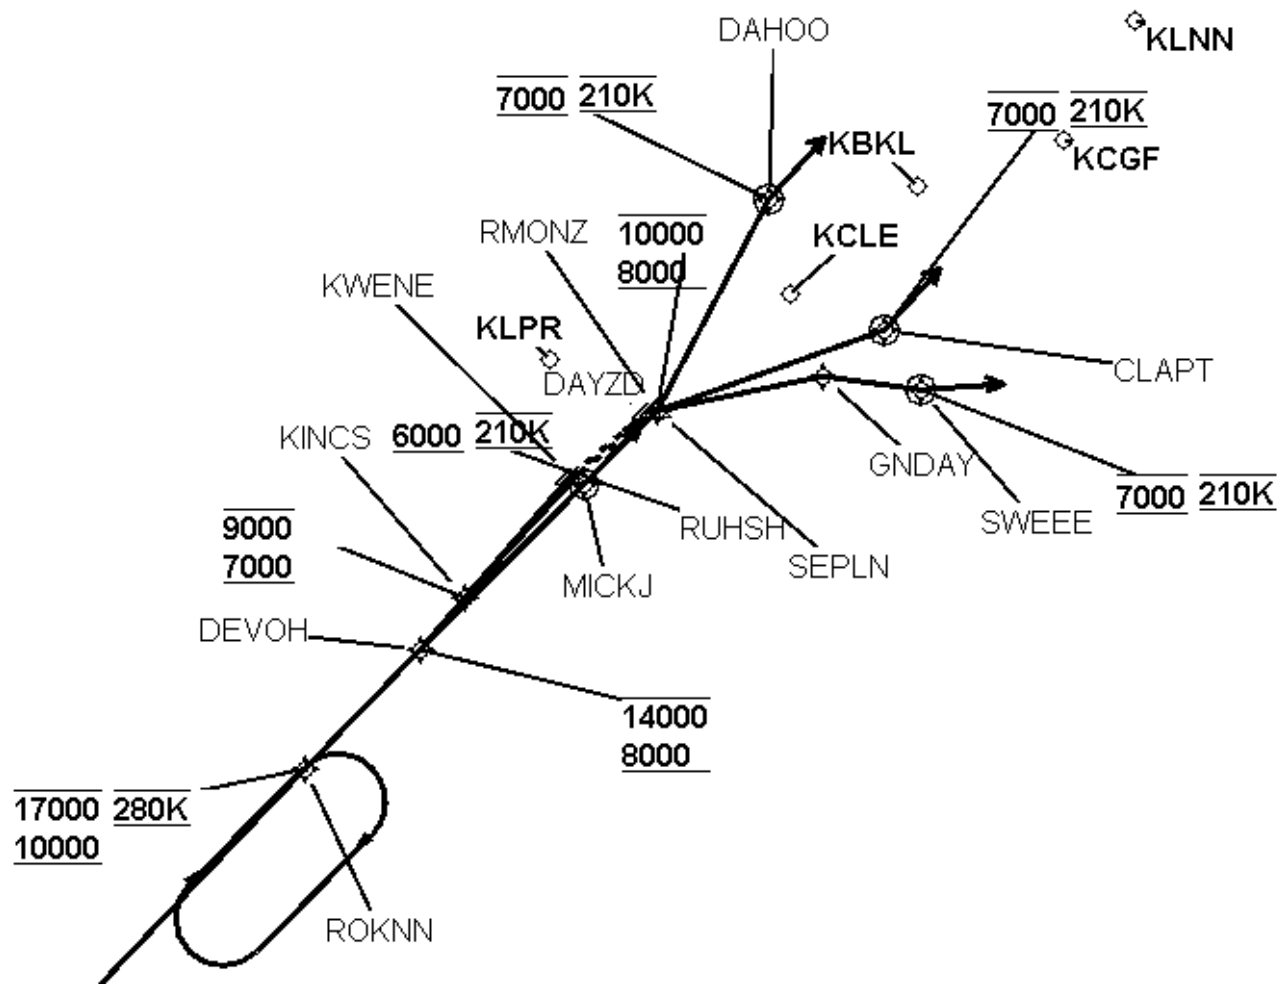 DAHOO
KLNN
7000 210K
7000 210K
KBKL
KCGF
RMONZ
10000
8000
KCLE
KWENE
KLPR
DAYZD
CLAPT
KINCS
6000 210K
GNDAY
7000 210K
SWEEE
9000
7000
RUHSH
SEPLN
MICKJ
DEVOH
14000
8000
17000 280K
10000
ROKNN